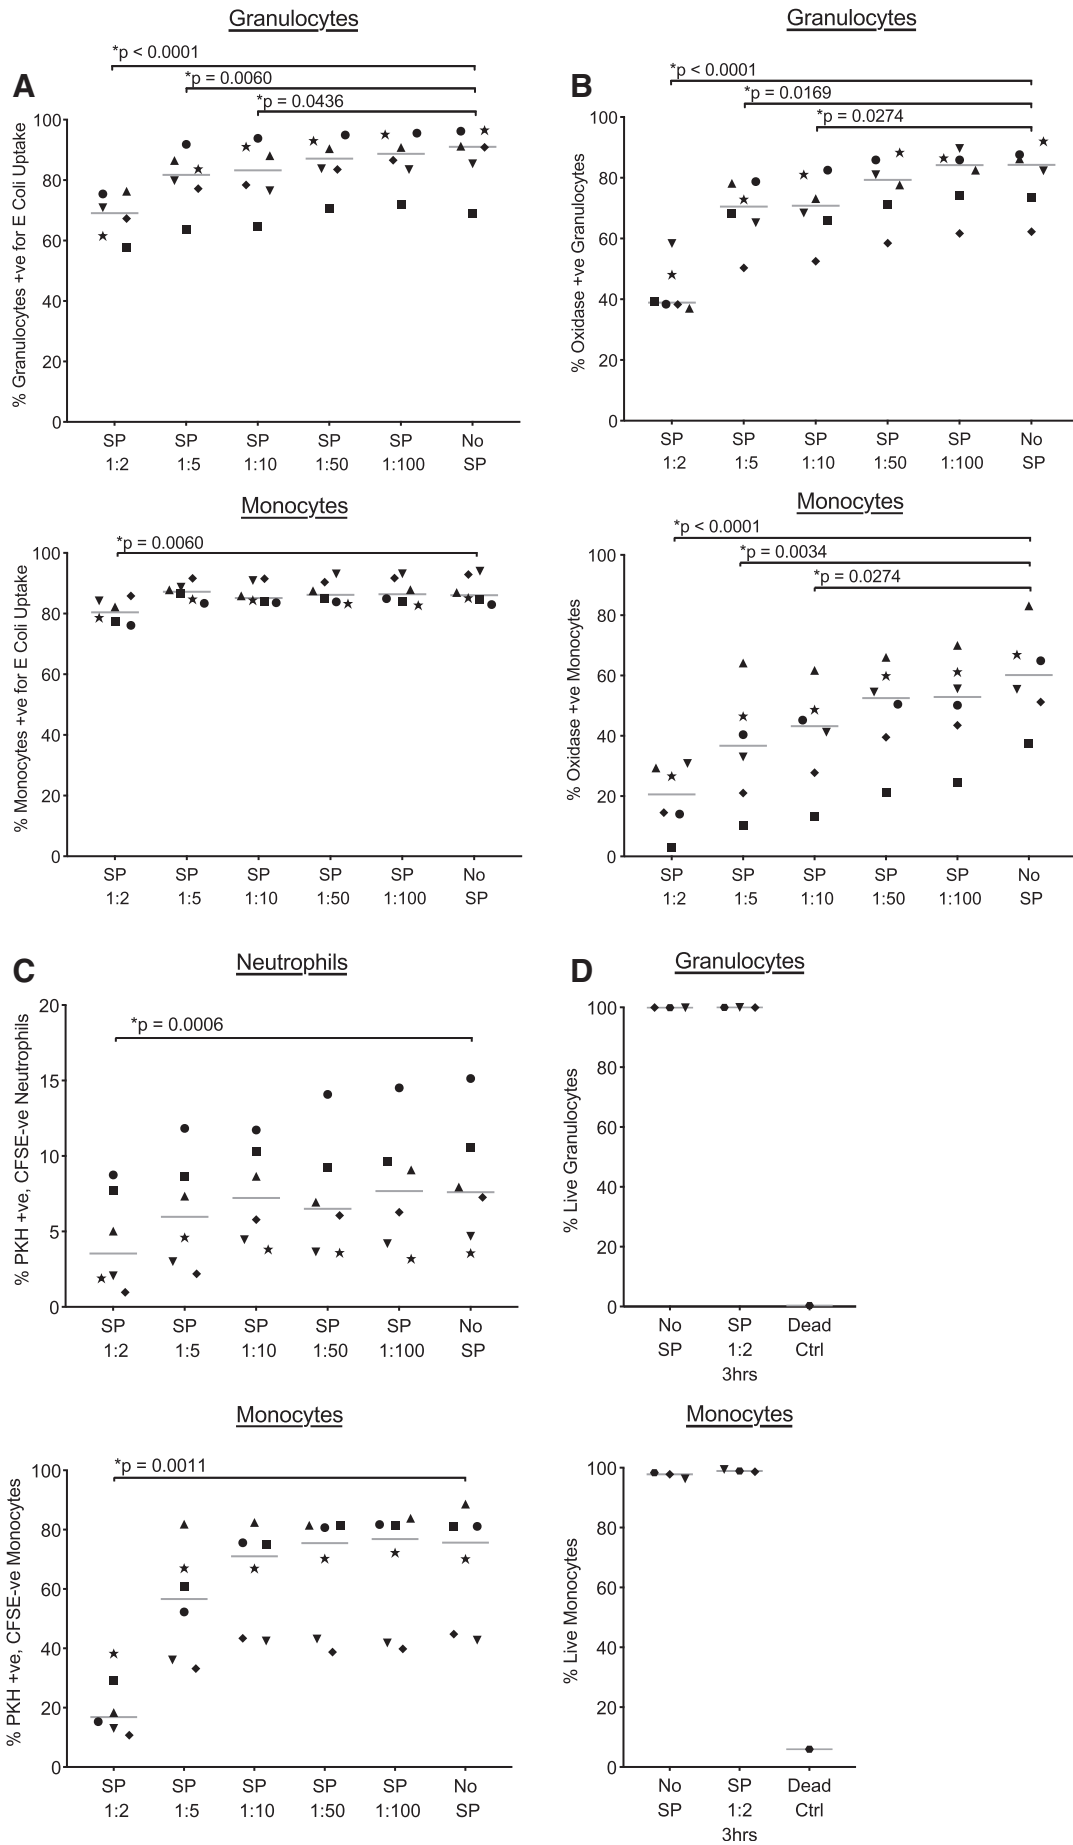 Granulocytes
A
*p < 0.0001
*p = 0.0060
*p = 0.0436
% Granulocytes +ve for E Coli Uptake
100
80
60
40
20
0
SP SP SP SP SP No
1:2 1:5 1:10 1:50 1:100 SP
Monocytes
*p = 0.0060
% Monocytes +ve for E Coli Uptake
100
80
60
40
20
0
SP SP SP SP SP No
1:2 1:5 1:10 1:50 1:100 SP
Granulocytes
B
*p < 0.0001
*p = 0.0169
*p = 0.0274
% Oxidase +ve Granulocytes
100
80
60
40
20
0
SP SP SP SP SP No
1:2 1:5 1:10 1:50 1:100 SP
Monocytes
*p < 0.0001
*p = 0.0034
*p = 0.0274
% Oxidase +ve Monocytes
100
80
60
40
20
0
SP SP SP SP SP No
1:2 1:5 1:10 1:50 1:100 SP
C
Neutrophils
*p = 0.0006
% PKH +ve, CFSE-ve Neutrophils
20
15
10
5
0
SP SP SP SP SP No
1:2 1:5 1:10 1:50 1:100 SP
Monocytes
*p = 0.0011
% PKH +ve, CFSE-ve Monocytes
100
80
60
40
20
0
SP SP SP SP SP No
1:2 1:5 1:10 1:50 1:100 SP
D
Granulocytes
% Live Granulocytes
100
80
60
40
20
0
No SP Dead
SP 1:2 Ctrl
3hrs
Monocytes
% Live Monocytes
100
80
60
40
20
0
No SP Dead
SP 1:2 Ctrl
3hrs